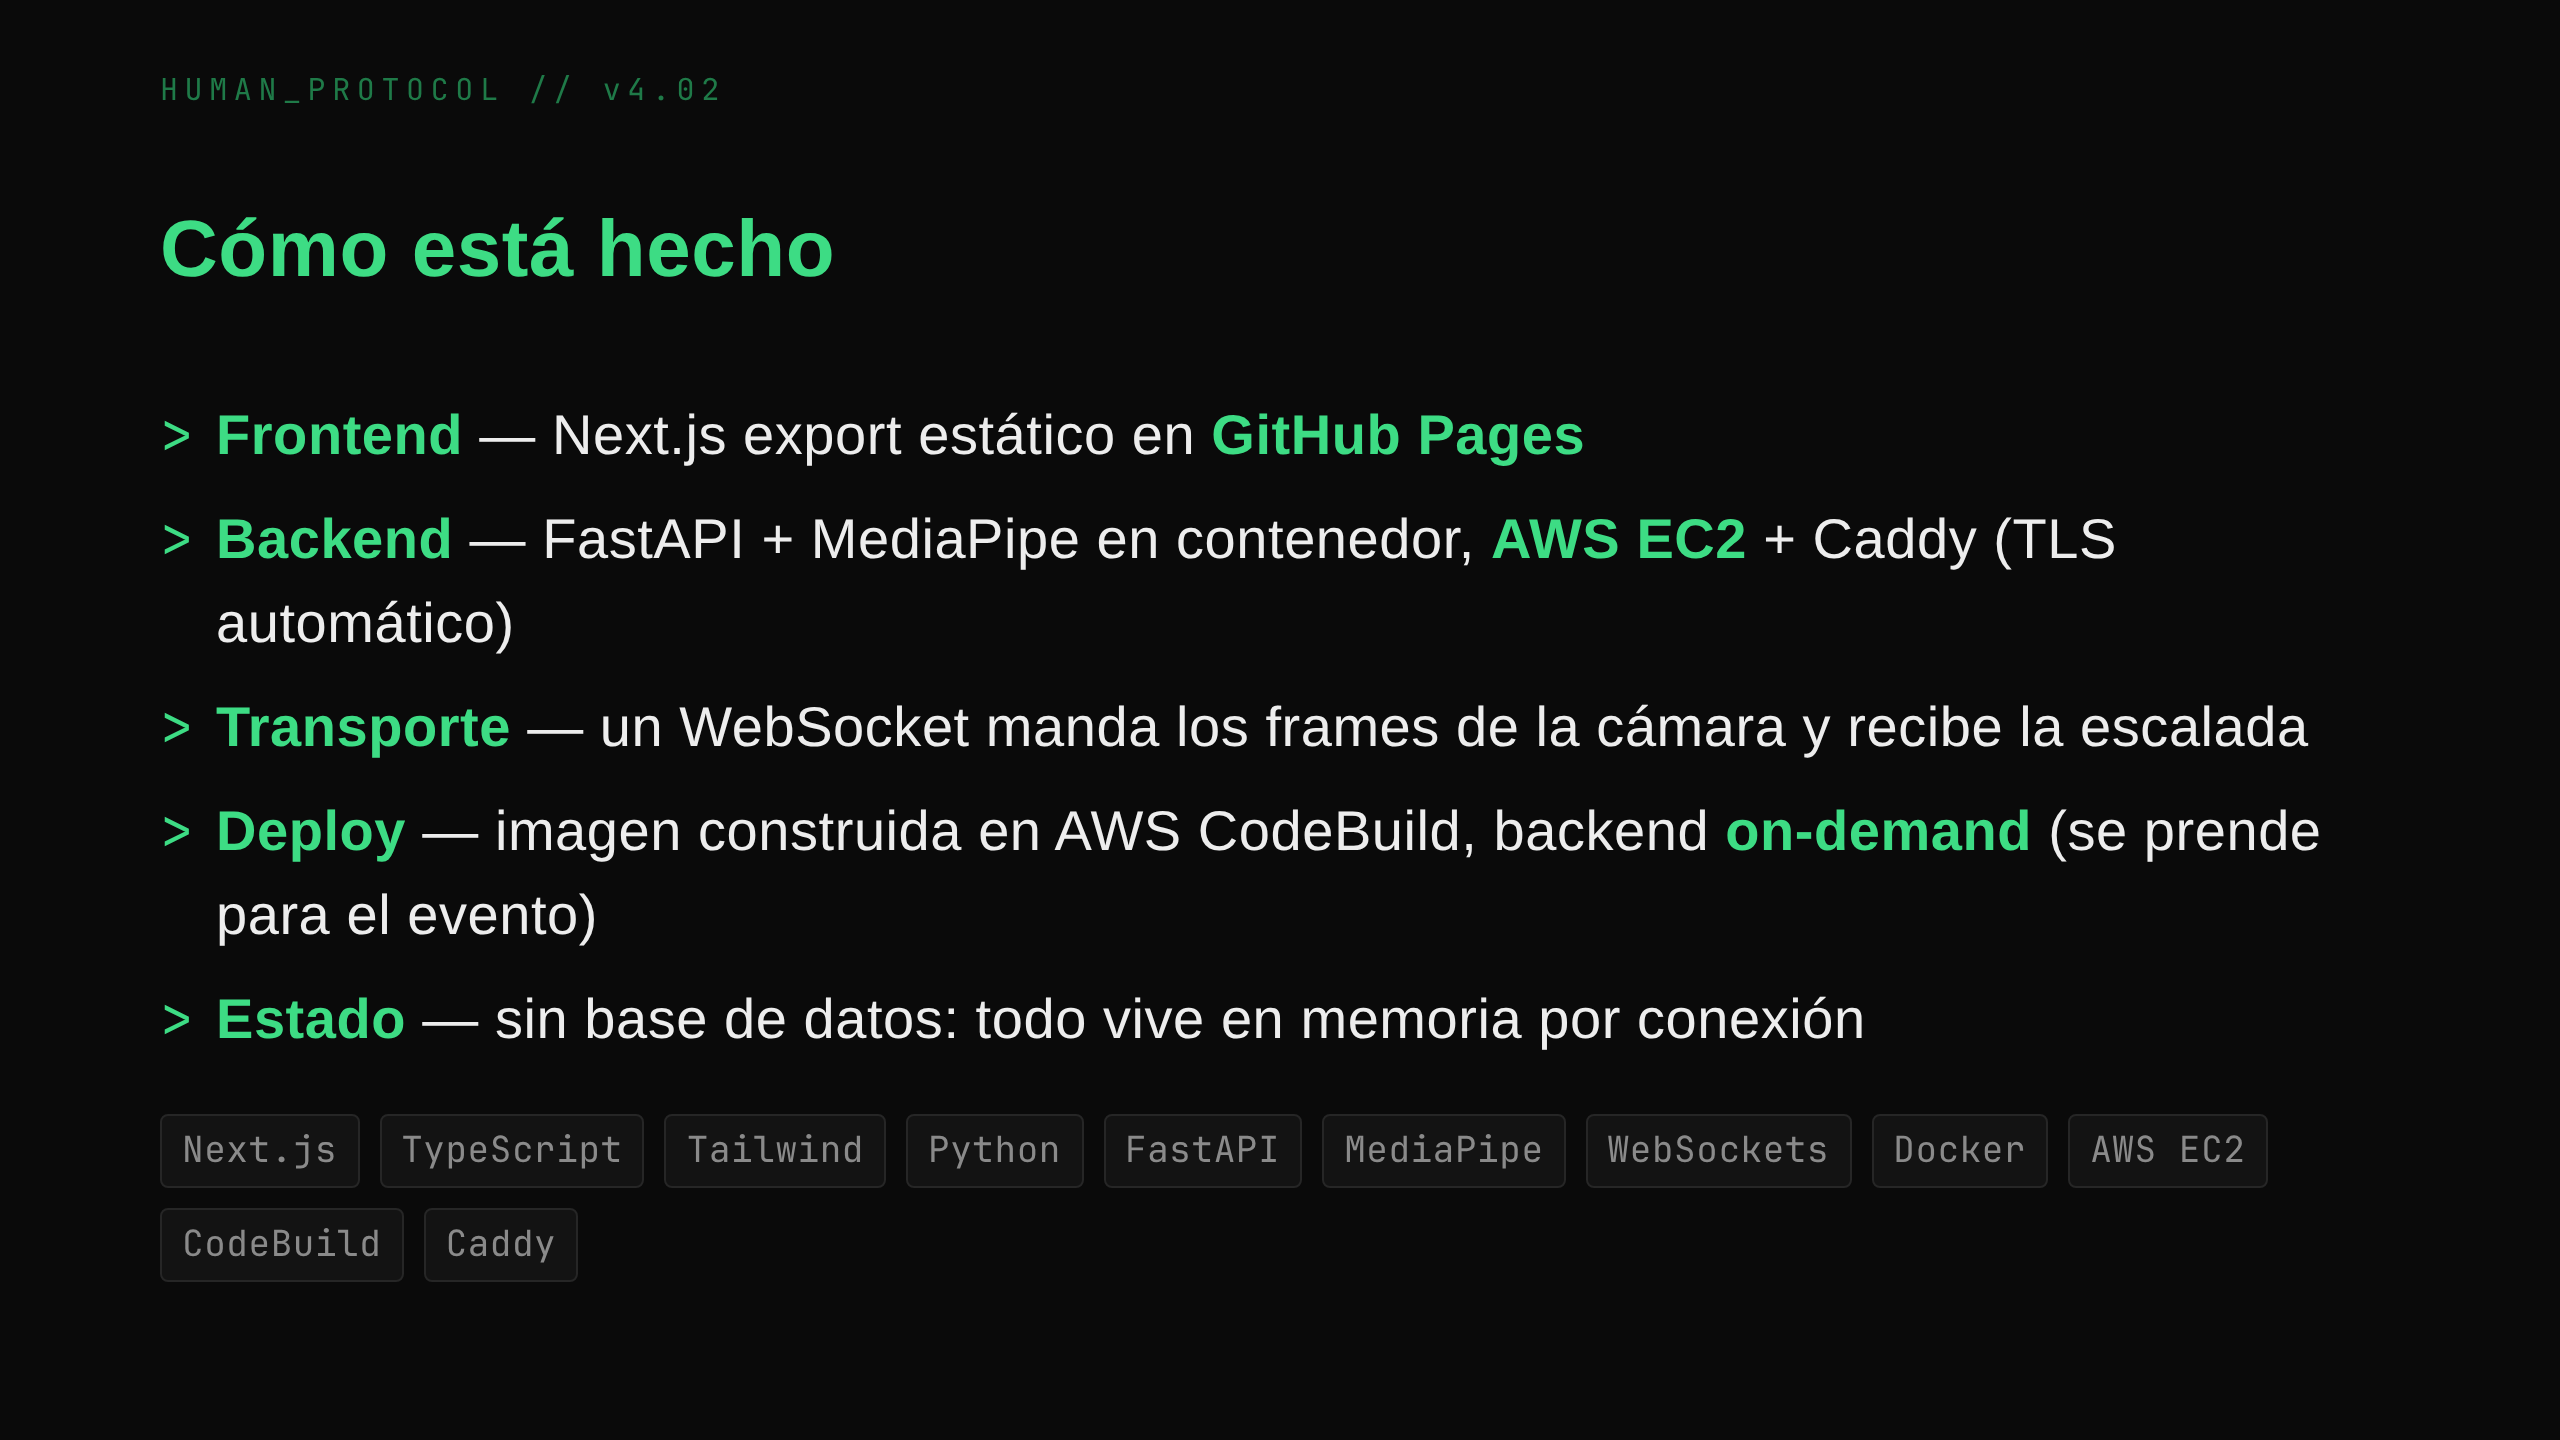 HUMAN_PROTOCOL // v4.02
Cómo está hecho
> Frontend — Next.js export estático en GitHub Pages
> Backend — FastAPI + MediaPipe en contenedor, AWS EC2 + Caddy (TLS
automático)
> Transporte — un WebSocket manda los frames de la cámara y recibe la escalada
> Deploy — imagen construida en AWS CodeBuild, backend on-demand (se prende
para el evento)
> Estado — sin base de datos: todo vive en memoria por conexión
Next.js TypeScript Tailwind Python FastAPI MediaPipe WebSockets Docker AWS EC2
CodeBuild Caddy